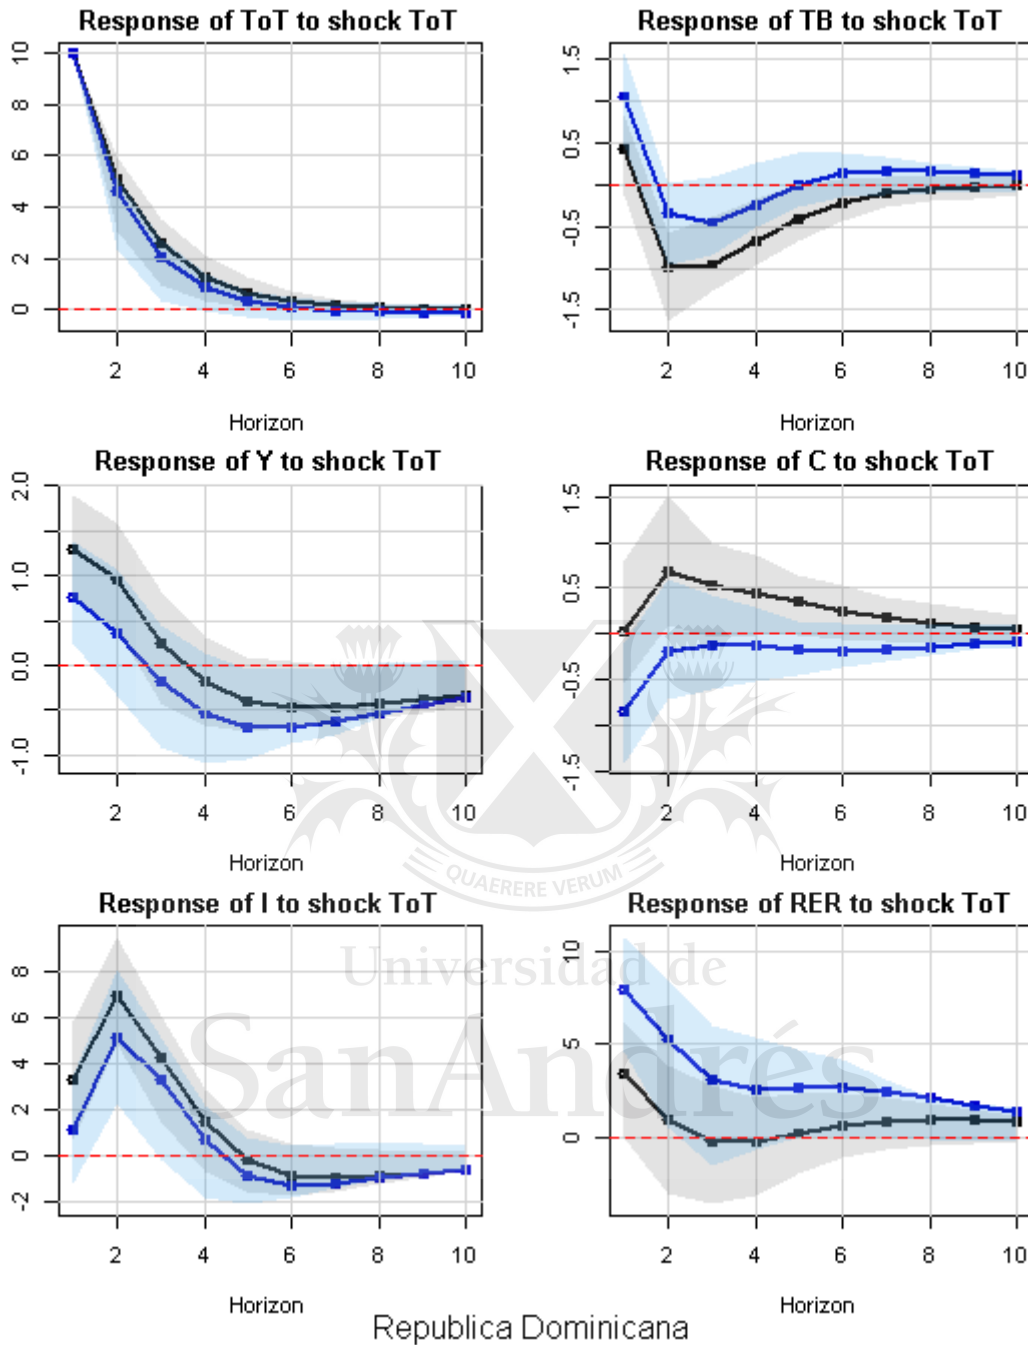 Response of ToT to shock ToT
10
8
6
4
2
0
2 4 6 8 10
Horizon
Response of TB to shock ToT
1.5
0.5
-0.5
-1.5
2 4 6 8 10
Horizon
Response of Y to shock ToT
2.0
1.0
0.0
-1.0
2 4 6 8 10
Horizon
Response of C to shock ToT
1.5
0.5
-0.5
-1.5
2 4 6 8 10
Horizon
QUAERERE VERUM
Response of I to shock ToT
8
6
4
2
0
-2
2 4 6 8 10
Horizon
Response of RER to shock ToT
10
5
0
2 4 6 8 10
Horizon
Universidad de
SanAndrés
Republica Dominicana